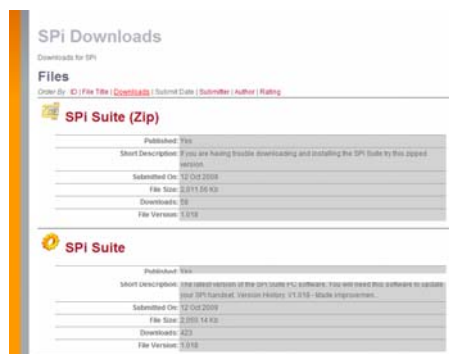 SPi Downloads
Downloads for SPi
Files
Order By : ID | File Title | Downloads | Submit Date | Submitter | Author | Rating
SPi Suite (Zip)
Published: Yes
Short Description: If you are having trouble downloading and installing the SPi Suite try this zipped
version.
Submitted On: 12 Oct 2009
File Size: 2,011.05 Kb
Downloads: 58
File Version: 1.018
SPi Suite
Published: Yes
Short Description: The latest version of the SPi Suite PC software. You will need this software to update
your SPi handset. Version History V1.018 - Made improvemen..
Submitted On: 12 Oct 2009
File Size: 2,093.14 Kb
Downloads: 423
File Version: 1.018